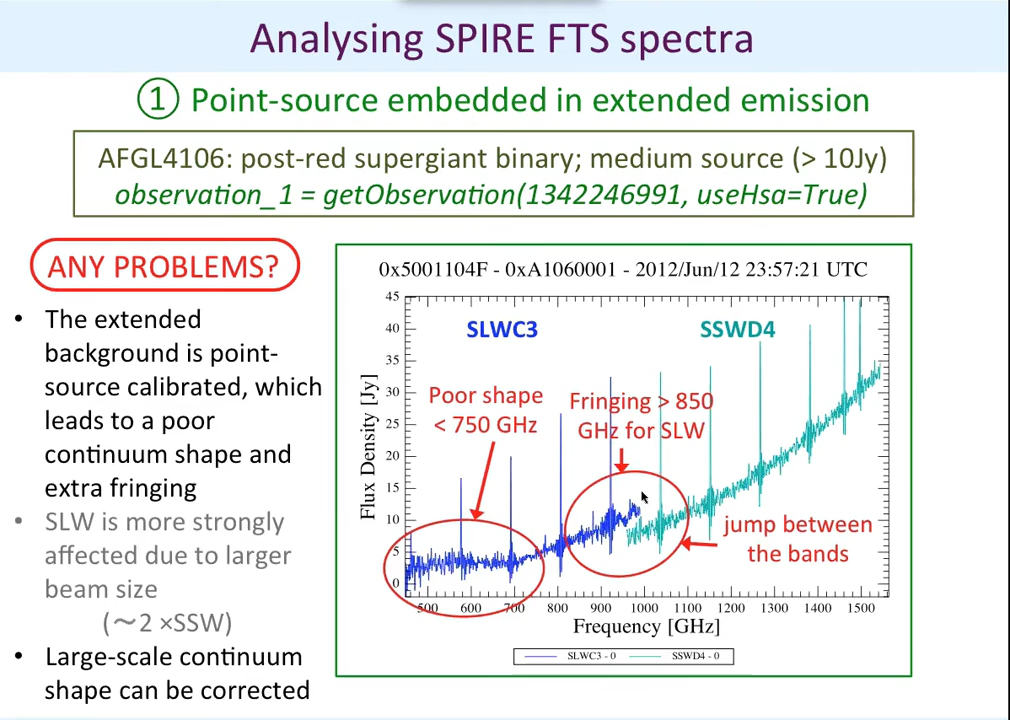 Analysing SPIRE FTS spectra
① Point-source embedded in extended emission
AFGL4106: post-red supergiant binary; medium source (> 10Jy)
observation_1 = getObservation(1342246991, useHsa=True)
ANY PROBLEMS?
• The extended
background is point-
source calibrated, which
leads to a poor
continuum shape and
extra fringing
• SLW is more strongly
affected due to larger
beam size
(~2 ×SSW)
• Large-scale continuum
shape can be corrected
0x5001104F - 0xA1060001 - 2012/Jun/12 23:57:21 UTC
SLWC3
SSWD4
Poor shape
< 750 GHz
Fringing > 850
GHz for SLW
jump between
the bands
Flux Density [Jy]
45
40
35
30
25
20
15
10
5
0
500 600 700 800 900 1000 1100 1200 1300 1400 1500
Frequency [GHz]
SLWC3 - 0 SSWD4 - 0